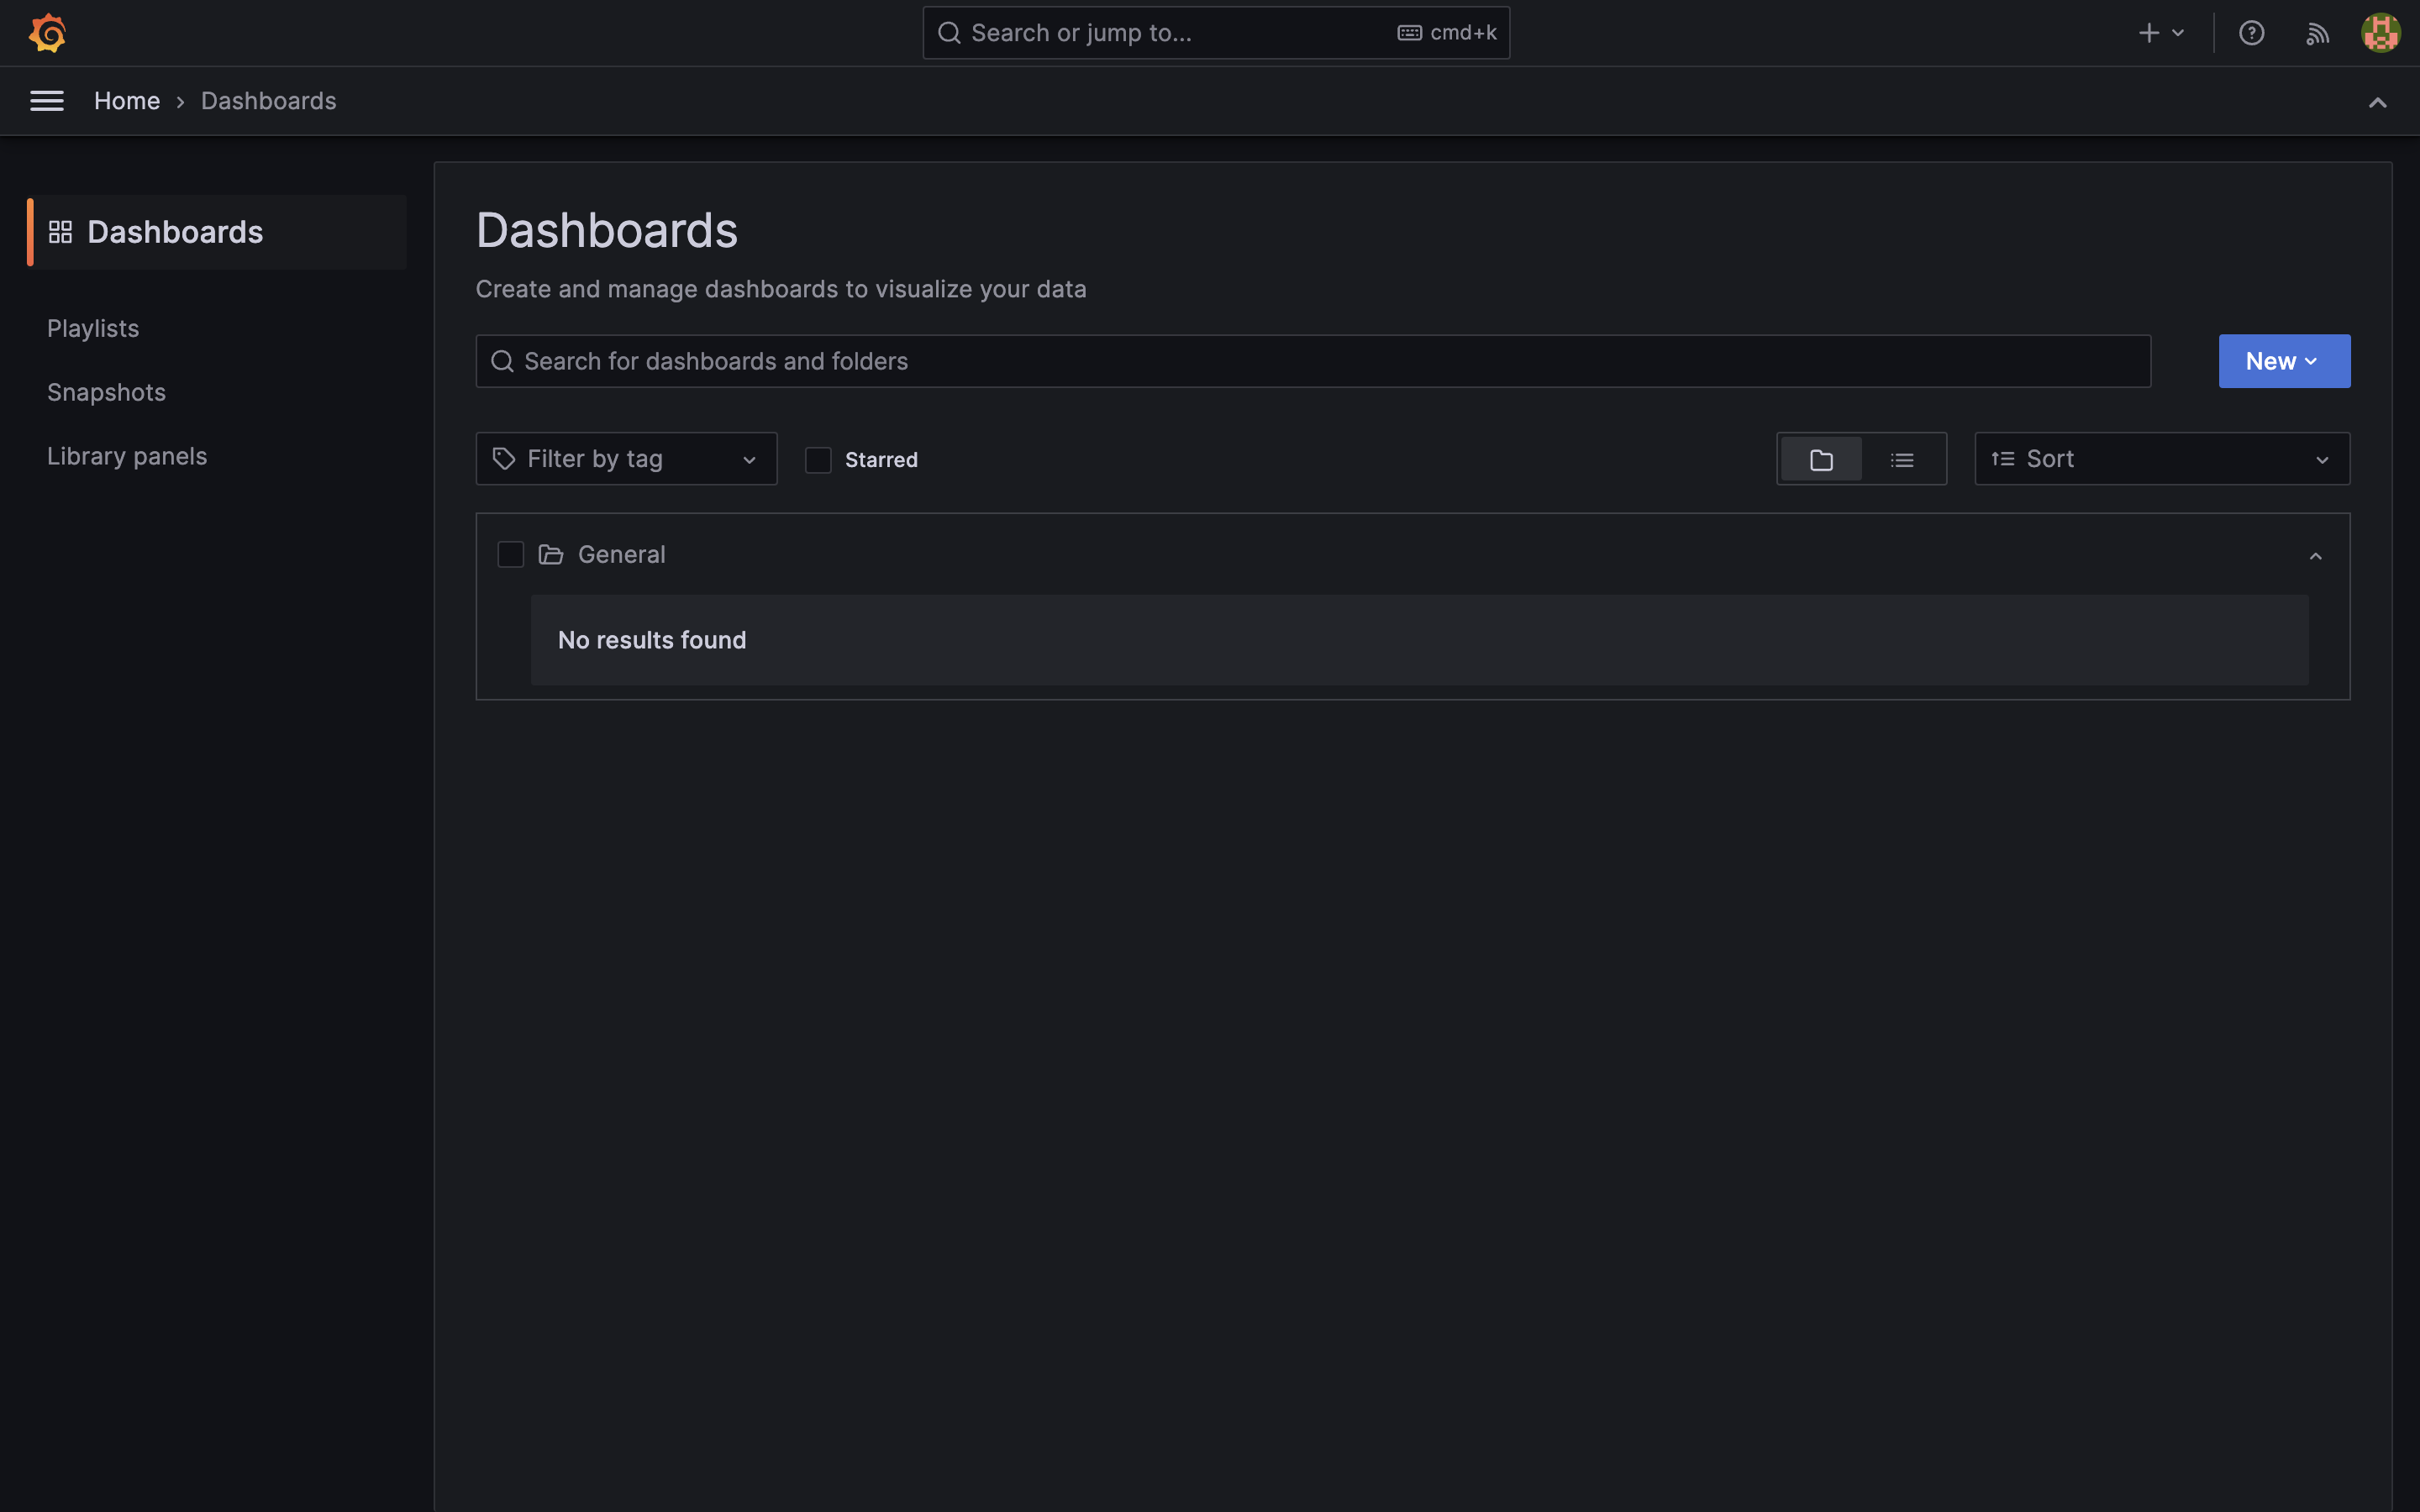 Search or jump to...
cmd+k
Home
Dashboards
Dashboards
Playlists
Snapshots
Library panels
Dashboards
Create and manage dashboards to visualize your data
Search for dashboards and folders
New
Filter by tag
Starred
Sort
General
No results found